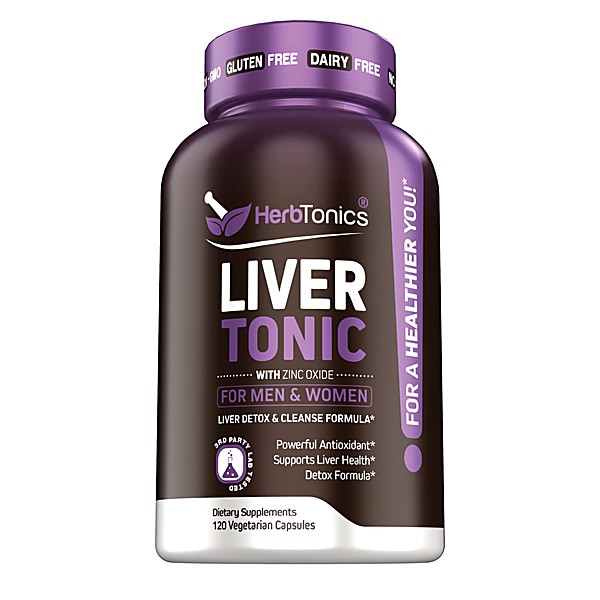 GLUTEN FREE DAIRY FREE
HerbTonics®
LIVER
TONIC
WITH ZINC OXIDE
FOR MEN & WOMEN
LIVER DETOX & CLEANSE FORMULA*
3RD PARTY LAB TESTED
Powerful Antioxidant*
Supports Liver Health*
Detox Formula*
Dietary Supplements
120 Vegetarian Capsules
FOR A HEALTHIER YOU!*